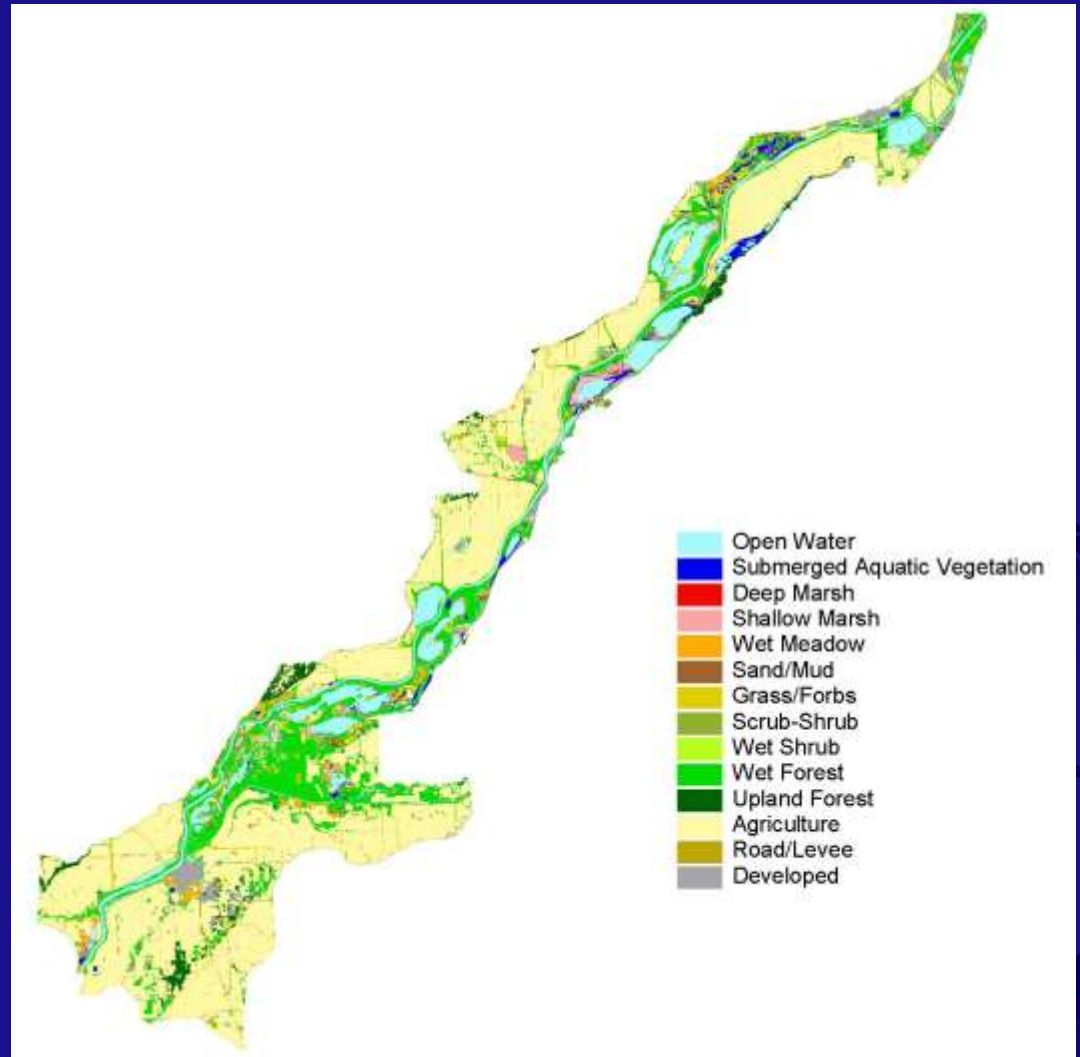 Open Water
Submerged Aquatic Vegetation
Deep Marsh
Shallow Marsh
Wet Meadow
Sand/Mud
Grass/Forbs
Scrub-Shrub
Wet Shrub
Wet Forest
Upland Forest
Agriculture
Road/Levee
Developed